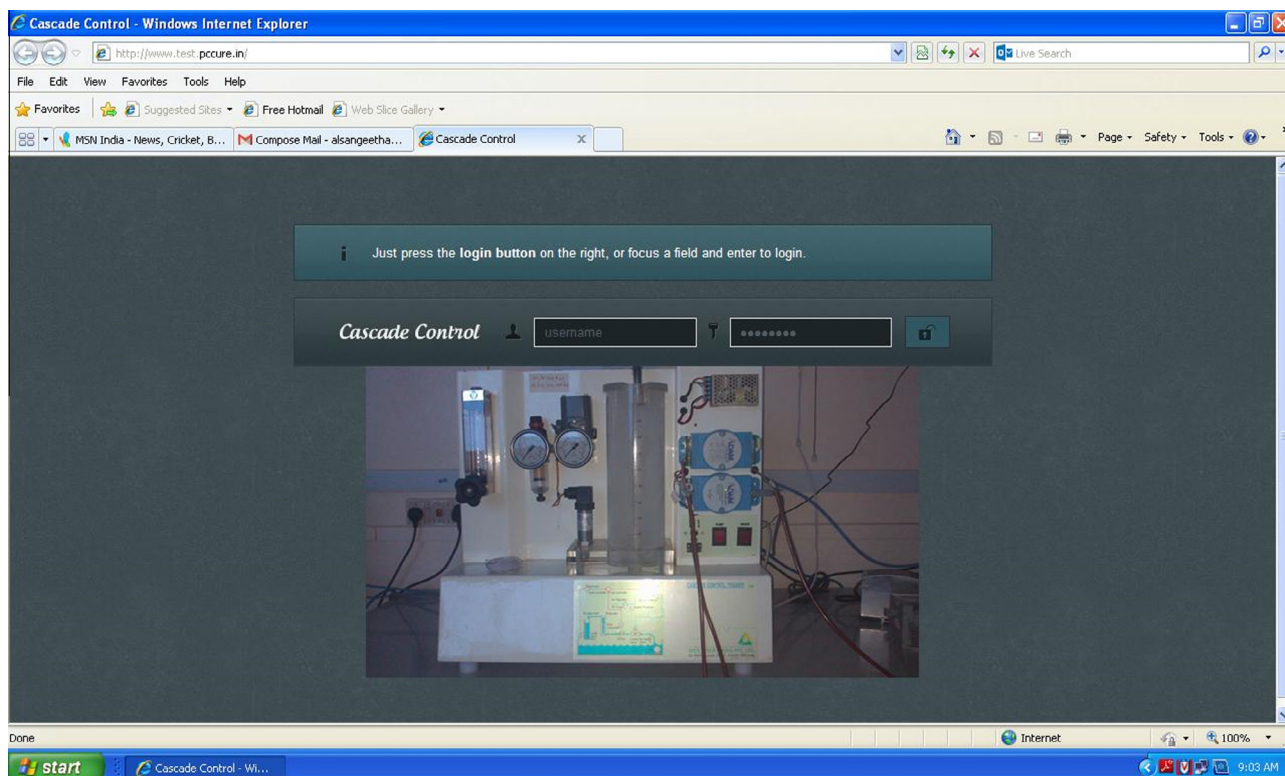 Cascade Control - Windows Internet Explorer
http://www.test.pccure.in/
Live Search
File Edit View Favorites Tools Help
Favorites Suggested Sites Free Hotmail Web Slice Gallery
MSN India - News, Cricket, B... Compose Mail - alsangeetha... Cascade Control x Page Safety Tools
Just press the login button on the right, or focus a field and enter to login.
Cascade Control username ••••••••
CASCADE CONTROL TRAINER
Done Internet 100%
start Cascade Control - Wi... 9:03 AM